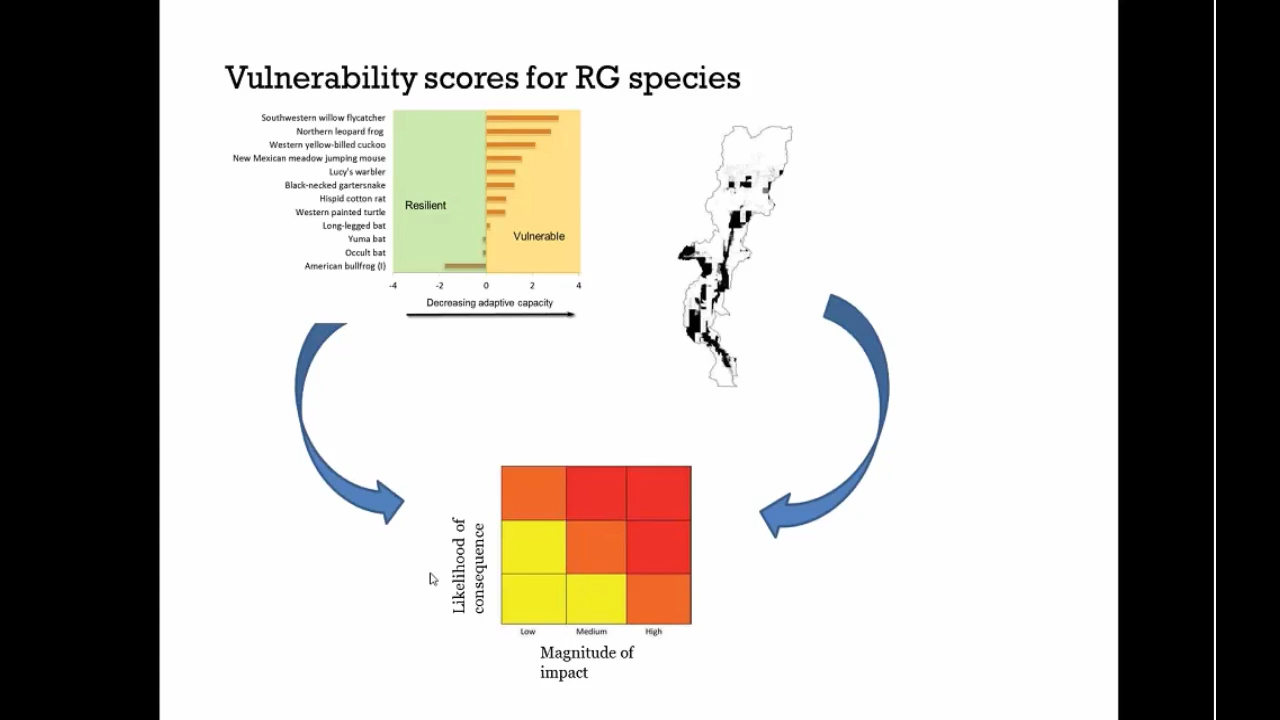 Vulnerability scores for RG species
Southwestern willow flycatcher
Northern leopard frog
Western yellow-billed cuckoo
New Mexican meadow jumping mouse
Lucy's warbler
Black-necked gartersnake
Hispid cotton rat
Western painted turtle
Long-legged bat
Yuma bat
Occult bat
American bullfrog (I)
Resilient
Vulnerable
-4 -2 0 2 4
Decreasing adaptive capacity
Likelihood of
consequence
Low Medium High
Magnitude of
impact